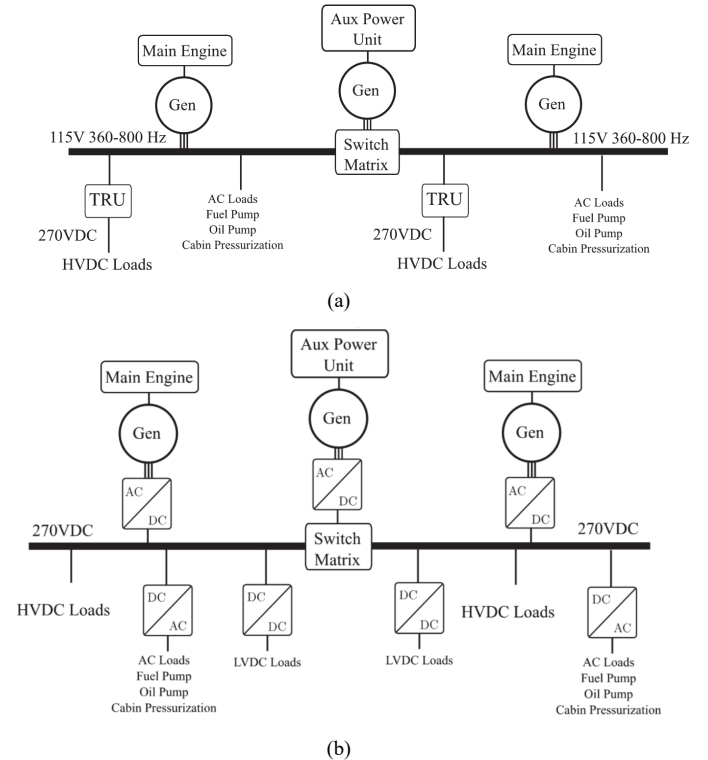 Aux Power
Unit
Main Engine
Main Engine
Gen
Gen
Gen
115V 360-800 Hz
Switch
Matrix
115V 360-800 Hz
TRU
AC Loads
Fuel Pump
Oil Pump
Cabin Pressurization
270VDC
HVDC Loads
TRU
AC Loads
Fuel Pump
Oil Pump
Cabin Pressurization
270VDC
HVDC Loads
(a)
Aux Power
Unit
Main Engine
Main Engine
Gen
Gen
Gen
AC
DC
AC
DC
AC
DC
270VDC
Switch
Matrix
270VDC
HVDC Loads
DC
AC
AC Loads
Fuel Pump
Oil Pump
Cabin Pressurization
DC
DC
LVDC Loads
DC
DC
LVDC Loads
HVDC Loads
DC
AC
AC Loads
Fuel Pump
Oil Pump
Cabin Pressurization
(b)